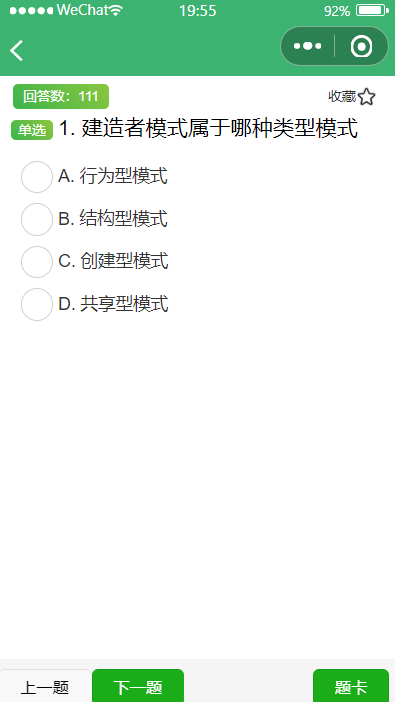 WeChat 19:55 92%
回答数：111 收藏
单选 1. 建造者模式属于哪种类型模式
A. 行为型模式
B. 结构型模式
C. 创建型模式
D. 共享型模式
上一题 下一题 题卡